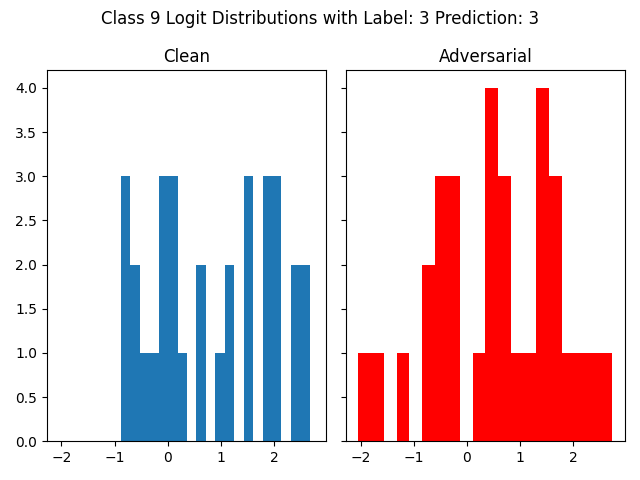 Class 9 Logit Distributions with Label: 3 Prediction: 3
Clean
Adversarial
4.0
3.5
3.0
2.5
2.0
1.5
1.0
0.5
0.0
−2 −1 0 1 2
−2 −1 0 1 2